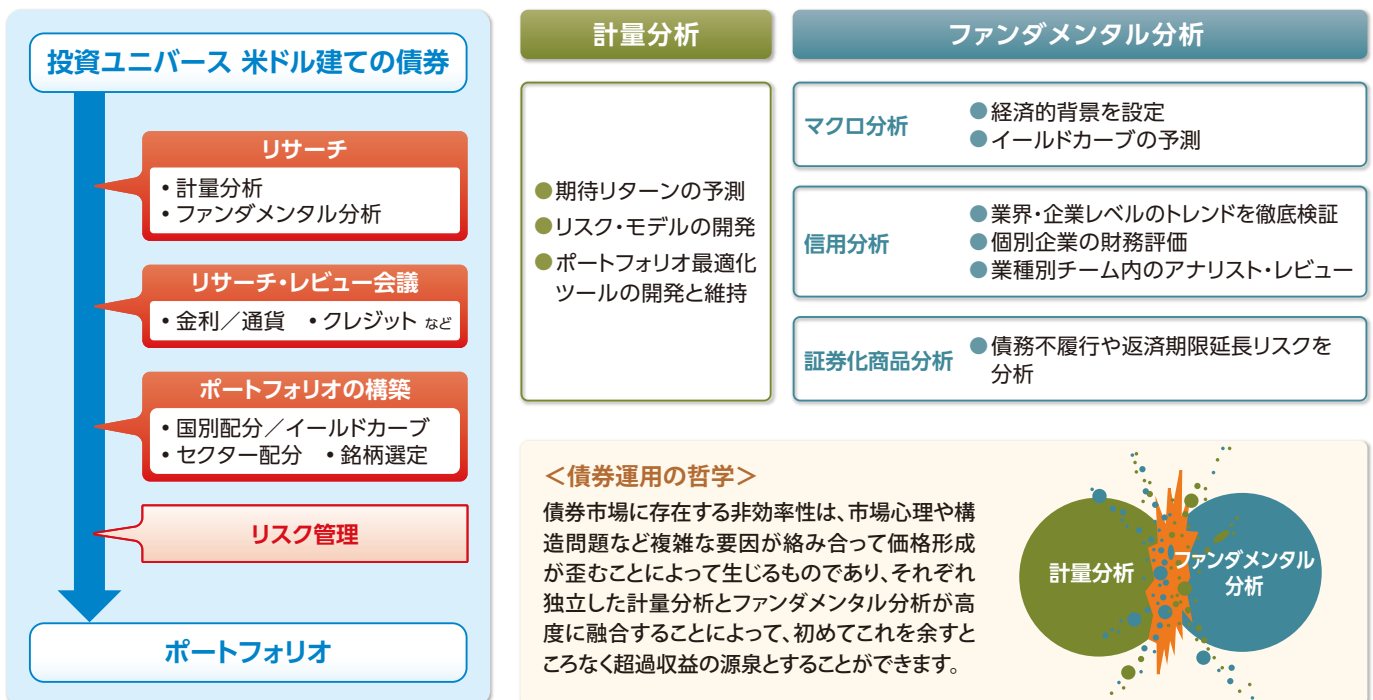 投資ユニバース 米ドル建ての債券
リサーチ
• 計量分析
• ファンダメンタル分析
リサーチ・レビュー会議
• 金利／通貨 • クレジット など
ポートフォリオの構築
• 国別配分／イールドカーブ
• セクター配分 • 銘柄選定
リスク管理
ポートフォリオ
計量分析
●期待リターンの予測
●リスク・モデルの開発
●ポートフォリオ最適化
ツールの開発と維持
ファンダメンタル分析
マクロ分析
●経済的背景を設定
●イールドカーブの予測
信用分析
●業界・企業レベルのトレンドを徹底検証
●個別企業の財務評価
●業種別チーム内のアナリスト・レビュー
証券化商品分析
●債務不履行や返済期限延長リスクを
分析
＜債券運用の哲学＞
債券市場に存在する非効率性は、市場心理や構
造問題など複雑な要因が絡み合って価格形成
が歪むことによって生じるものであり、それぞれ
独立した計量分析とファンダメンタル分析が高
度に融合することによって、初めてこれを余すと
ころなく超過収益の源泉とすることができます。
計量分析
ファンダメンタル
分析